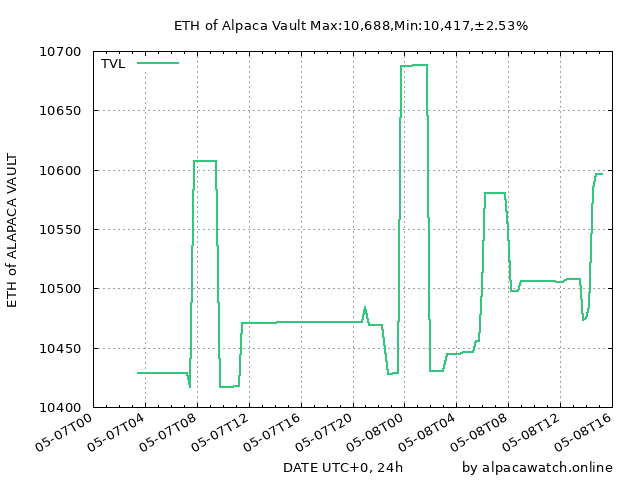 ETH of Alpaca Vault Max:10,688,Min:10,417,±2.53%
TVL
10700
10650
10600
10550
10500
10450
10400
ETH of ALAPACA VAULT
05-07T00
05-07T04
05-07T08
05-07T12
05-07T16
05-07T20
05-08T00
05-08T04
05-08T08
05-08T12
05-08T16
DATE UTC+0, 24h
by alpacawatch.online